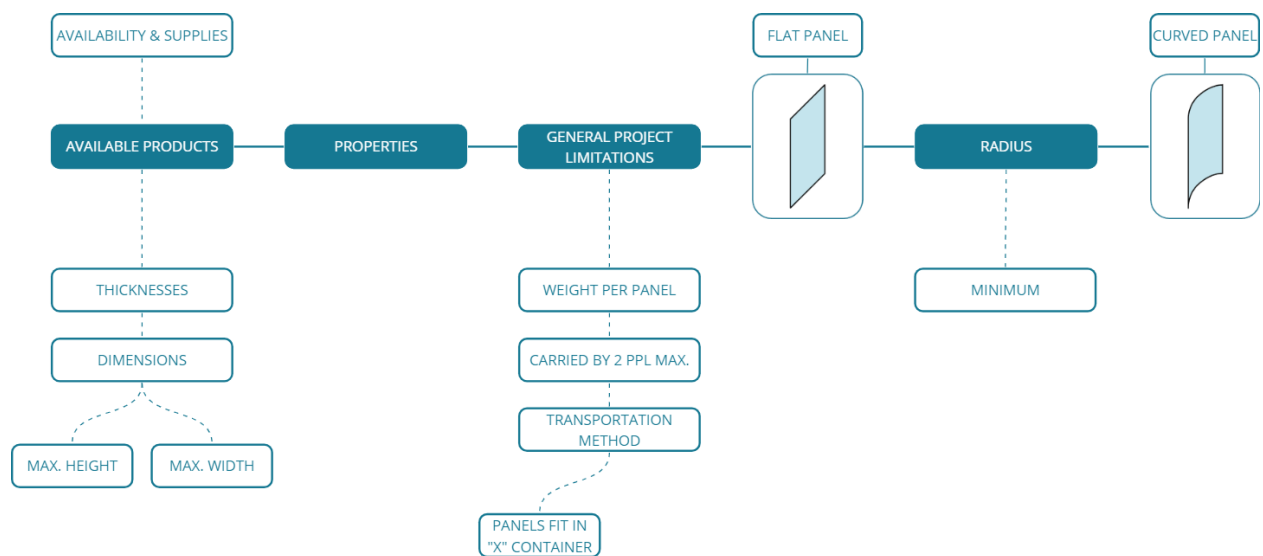 AVAILABILITY & SUPPLIES
FLAT PANEL
CURVED PANEL
AVAILABLE PRODUCTS
PROPERTIES
GENERAL PROJECT
LIMITATIONS
RADIUS
THICKNESSES
WEIGHT PER PANEL
MINIMUM
DIMENSIONS
CARRIED BY 2 PPL MAX.
TRANSPORTATION
METHOD
MAX. HEIGHT
MAX. WIDTH
PANELS FIT IN
"X" CONTAINER